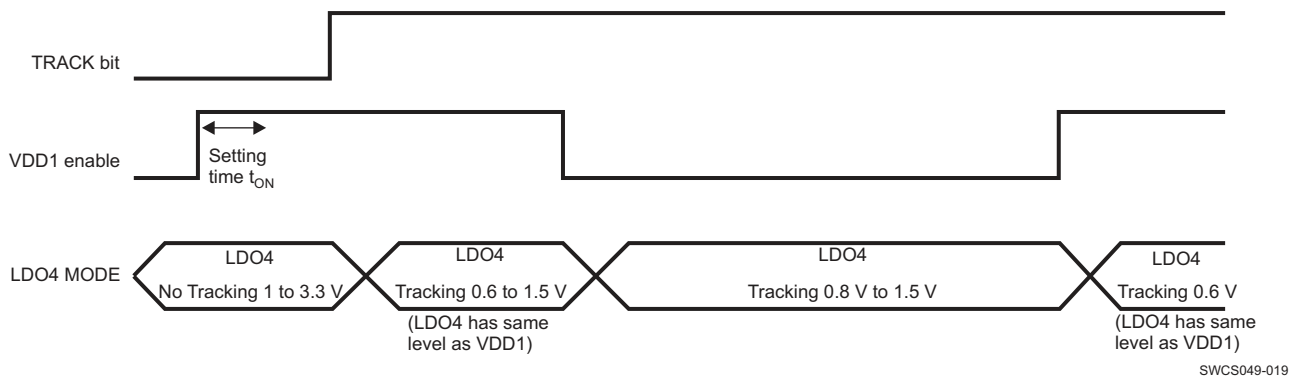 TRACK bit
VDD1 enable
Setting
time tON
LDO4 MODE
LDO4
No Tracking 1 to 3.3 V
LDO4
Tracking 0.6 to 1.5 V
(LDO4 has same
level as VDD1)
LDO4
Tracking 0.8 V to 1.5 V
LDO4
Tracking 0.6 V
(LDO4 has same
level as VDD1)
SWCS049-019